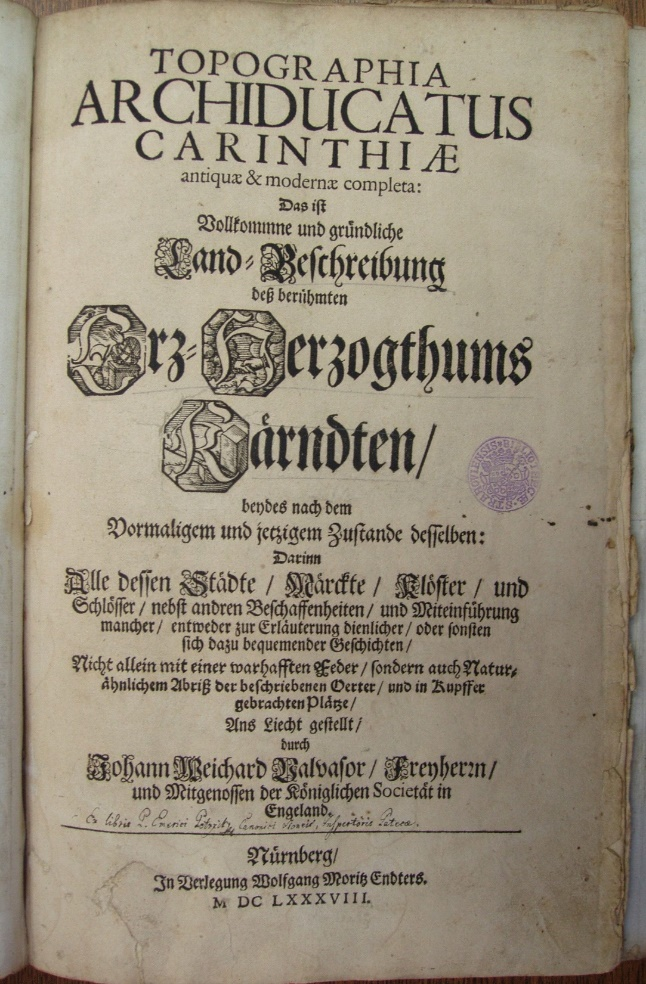 TOPOGRAPHIA
ARCHIDUCATUS
CARINTHIÆ
antiquæ & modernæ completa:
Das ist
Vollkommne und gründliche
Land-Beschreibung
deß berühmten
Erz-Herzogthums
Kärndten/
beydes nach dem
Vormaligem und jetzigem Zustande desselben:
Darinn
Alle dessen Städte / Märckte / Klöster / und
Schlösser / nebst andren Beschaffenheiten / und Miteinführung
mancher / entweder zur Erläuterung dienlicher / oder sonsten
sich dazu bequemender Geschichten /
Nicht allein mit einer warhafften Feder / sondern auch Natur-
ähnlichem Abriß der beschriebenen Oerter / und in Kupffer
gebrachten Plätze /
Ans Liecht gestellt /
durch
Johann Weichard Valvasor / Freyherrn /
und Mitgenossen der Königlichen Societät in
Engeland.
Ex libris P.
Nürnberg /
In Verlegung Wolfgang Moritz Endters.
M DC LXXXVIII.